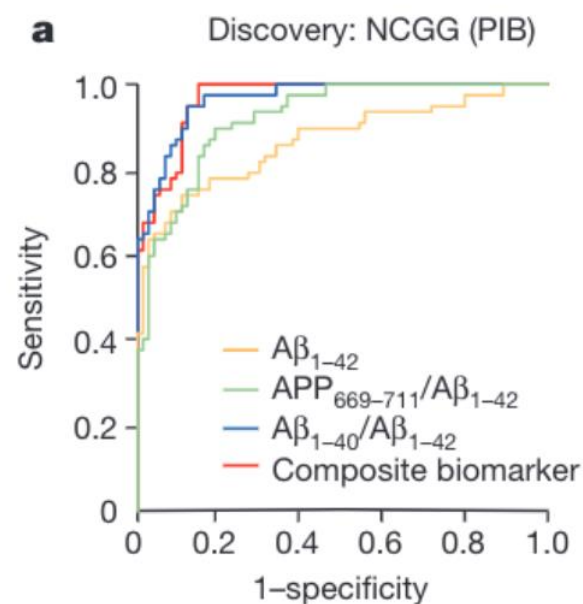 a
Discovery: NCGG (PIB)
1.0
0.8
0.6
0.4
0.2
0
Sensitivity
Aβ1–42
APP669–711/Aβ1–42
Aβ1–40/Aβ1–42
Composite biomarker
0 0.2 0.4 0.6 0.8 1.0
1–specificity